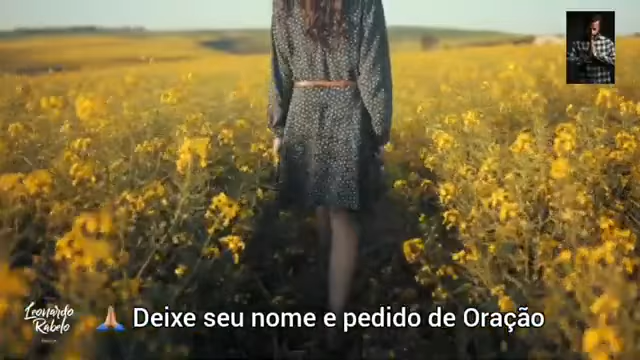 Leonardo
Rabelo
🙏🏼 Deixe seu nome e pedido de Oração